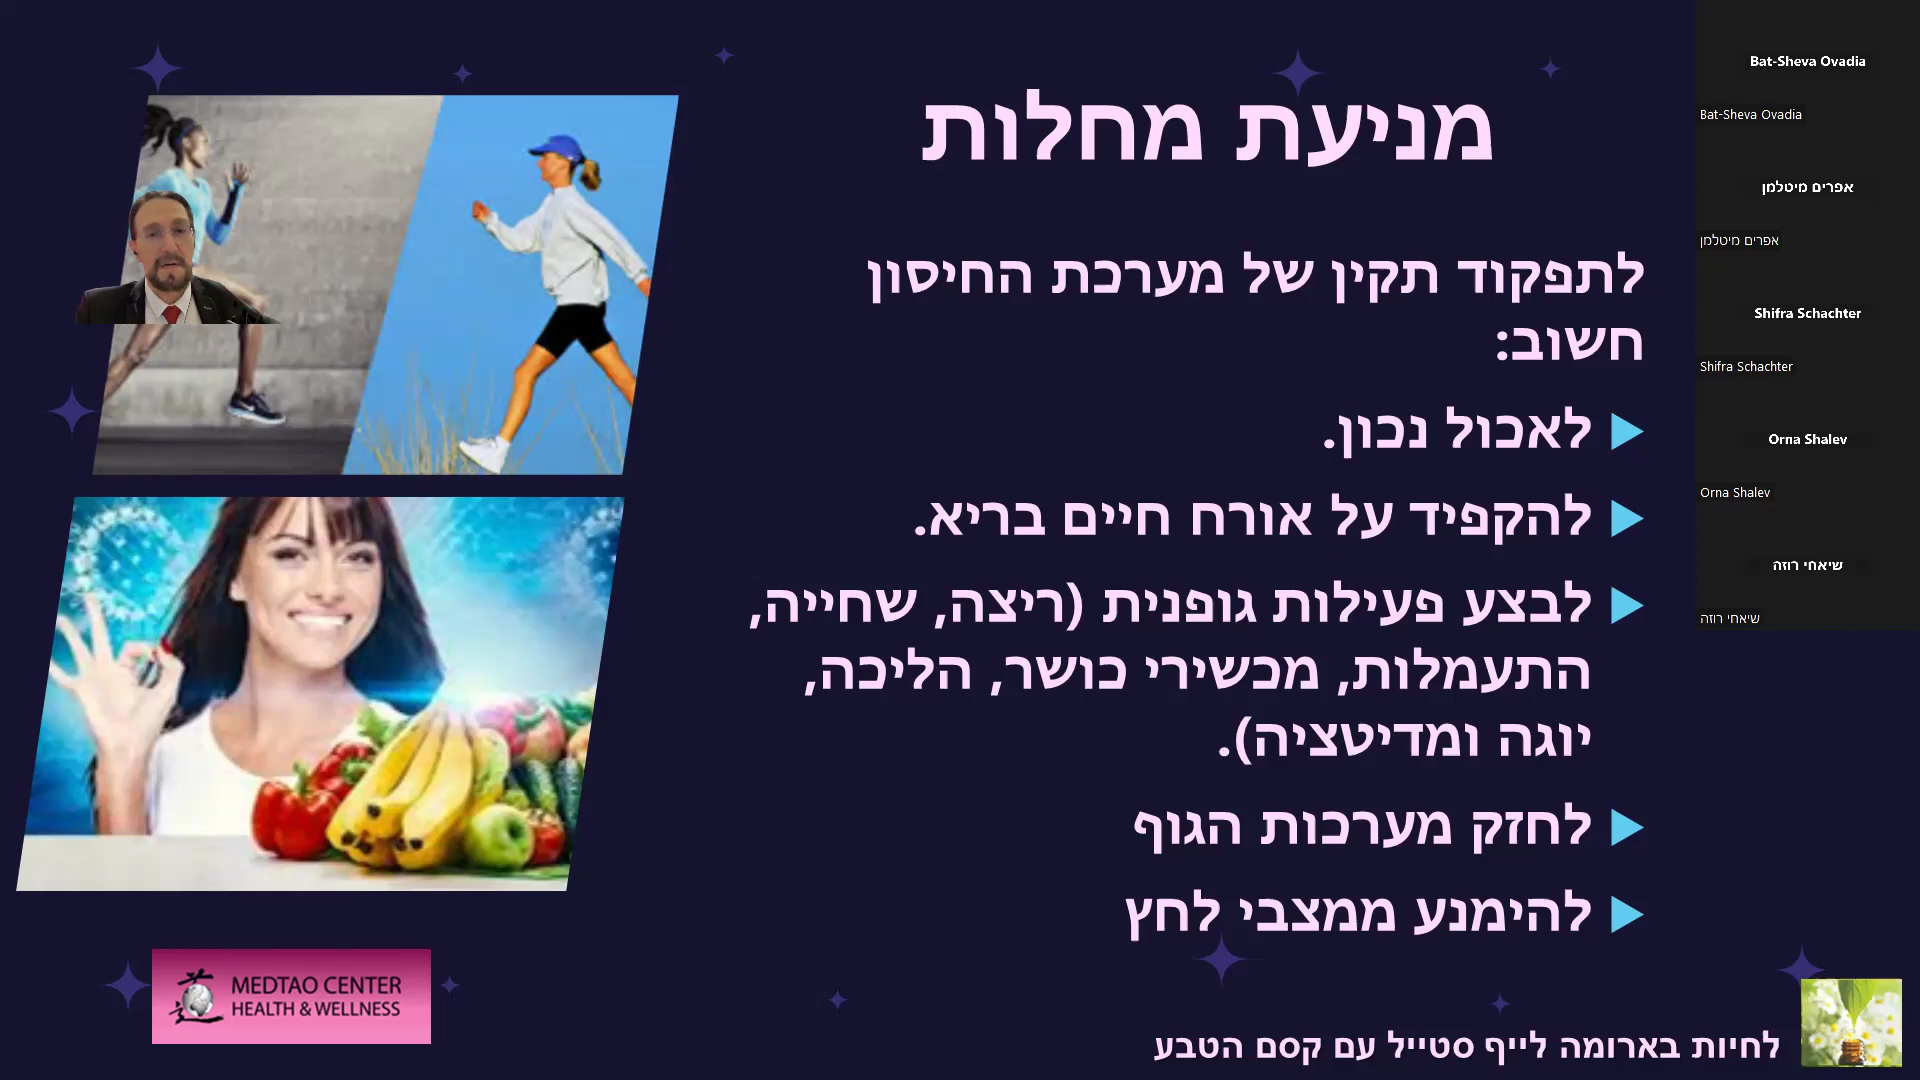 מניעת מחלות
לתפקוד תקין של מערכת החיסון
חשוב:
לאכול נכון.
להקפיד על אורח חיים בריא.
לבצע פעילות גופנית (ריצה, שחייה,
התעמלות, מכשירי כושר, הליכה,
יוגה ומדיטציה).
לחזק מערכות הגוף
להימנע ממצבי לחץ
לחיות בארומה לייף סטייל עם קסם הטבע
MEDTAO CENTER
HEALTH & WELLNESS
Bat-Sheva Ovadia
Bat-Sheva Ovadia
אפרים מיטלמן
אפרים מיטלמן
Shifra Schachter
Shifra Schachter
Orna Shalev
Orna Shalev
שיאחי רוזה
שיאחי רוזה